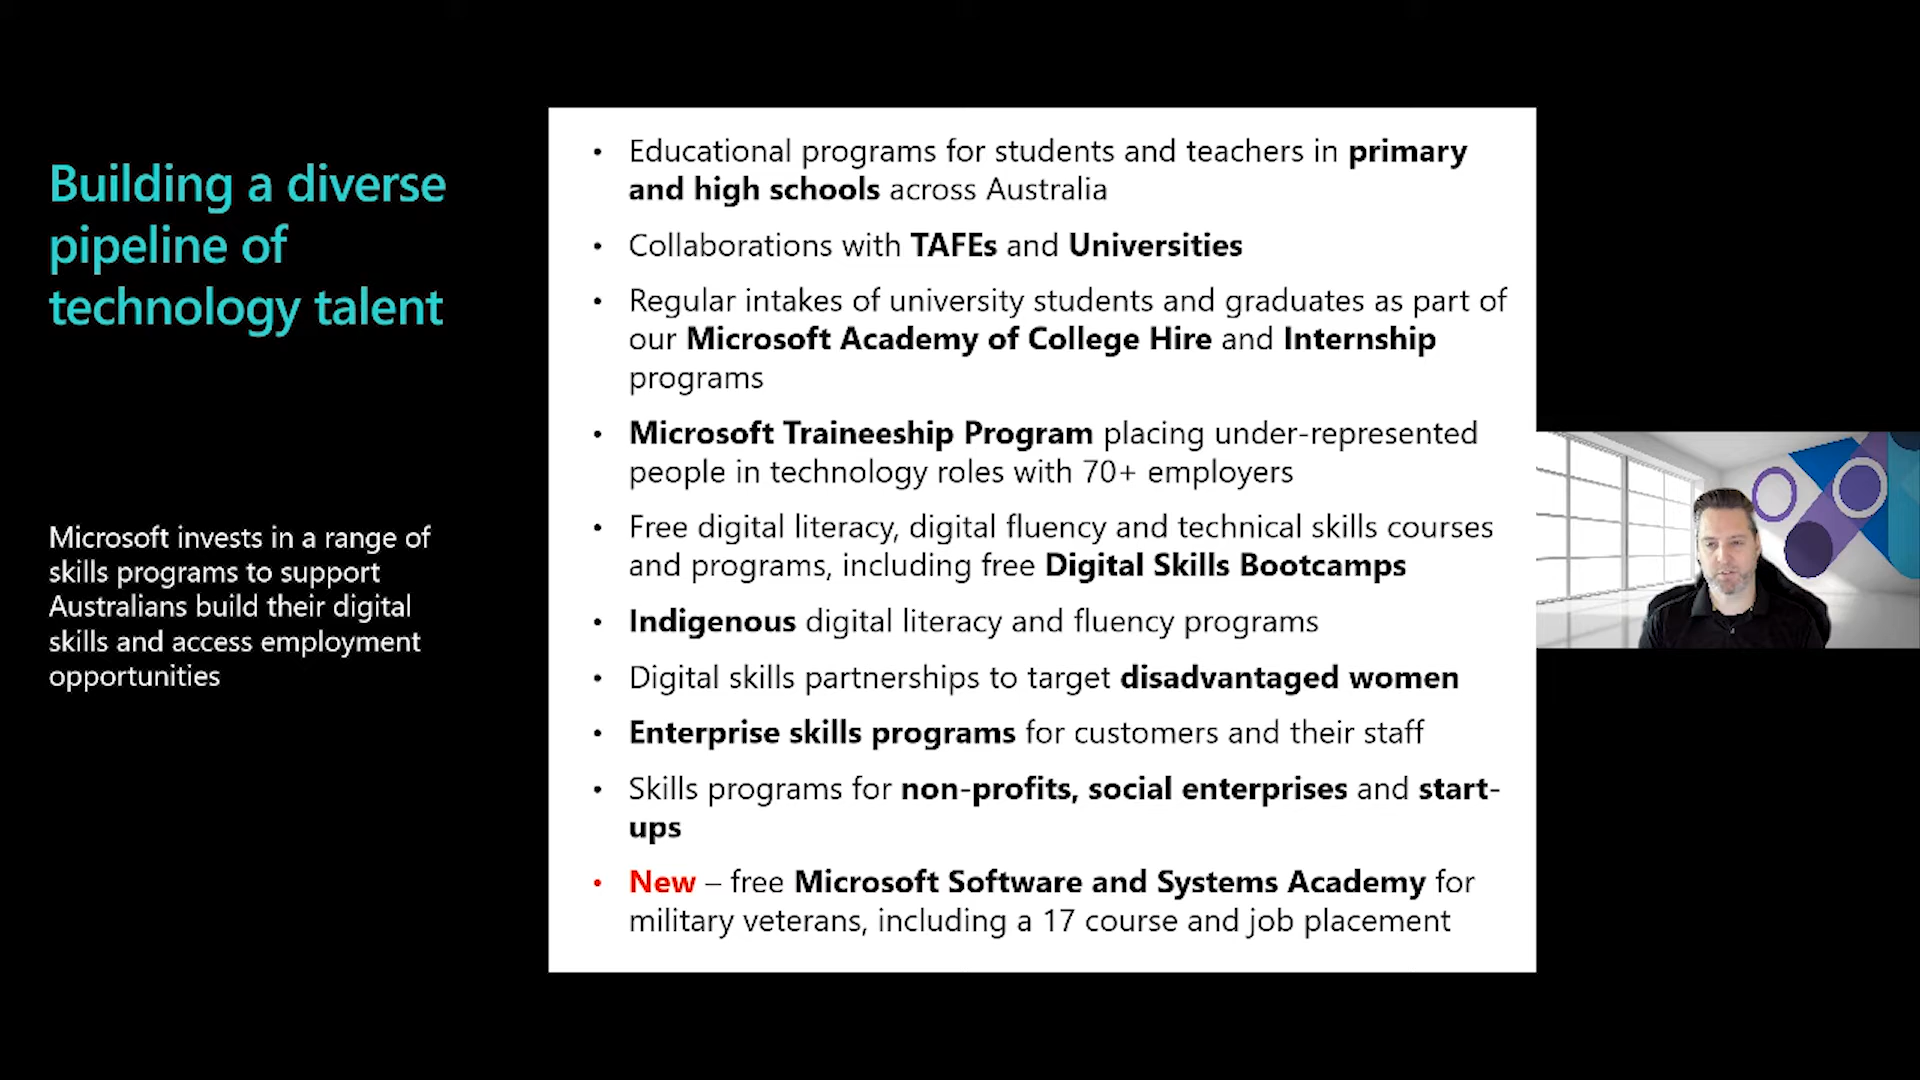 Building a diverse
pipeline of
technology talent
Microsoft invests in a range of
skills programs to support
Australians build their digital
skills and access employment
opportunities
• Educational programs for students and teachers in primary
and high schools across Australia
• Collaborations with TAFEs and Universities
• Regular intakes of university students and graduates as part of
our Microsoft Academy of College Hire and Internship
programs
• Microsoft Traineeship Program placing under-represented
people in technology roles with 70+ employers
• Free digital literacy, digital fluency and technical skills courses
and programs, including free Digital Skills Bootcamps
• Indigenous digital literacy and fluency programs
• Digital skills partnerships to target disadvantaged women
• Enterprise skills programs for customers and their staff
• Skills programs for non-profits, social enterprises and start-
ups
• New – free Microsoft Software and Systems Academy for
military veterans, including a 17 course and job placement